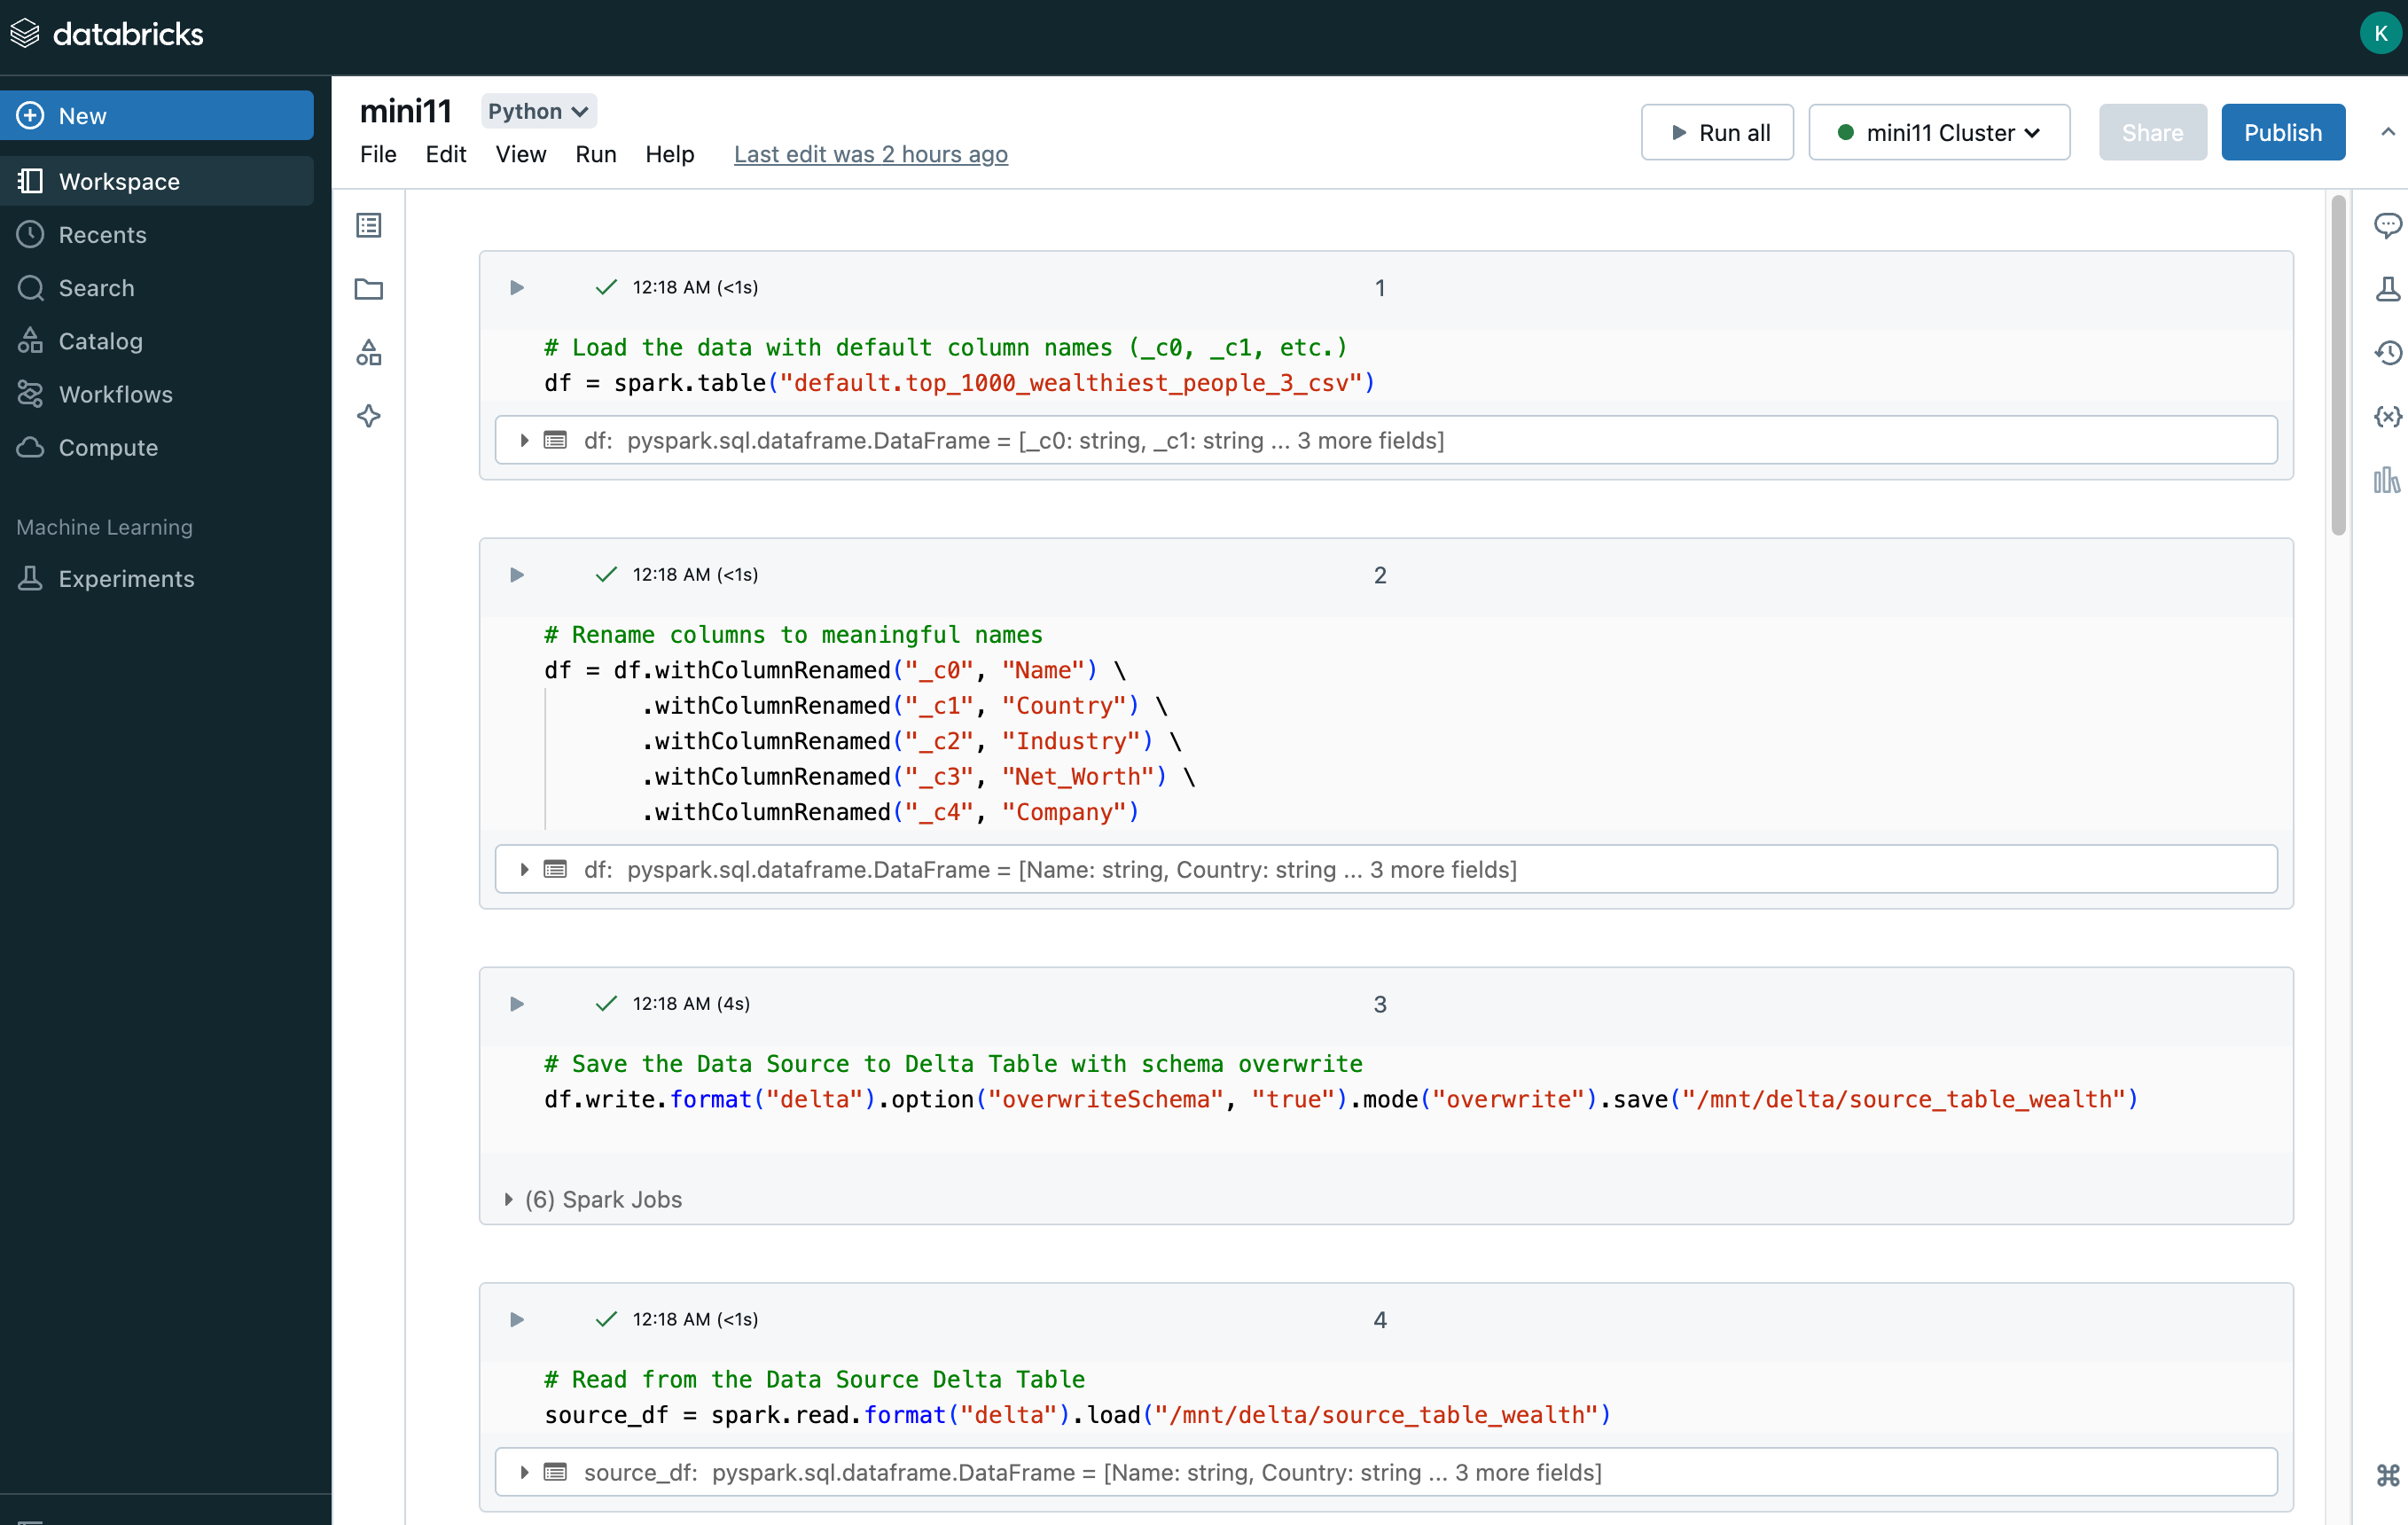 databricks
K
New
Workspace
Recents
Search
Catalog
Workflows
Compute
Machine Learning
Experiments
mini11 Python
File Edit View Run Help Last edit was 2 hours ago
Run all
mini11 Cluster
Share
Publish
12:18 AM (<1s) 1
# Load the data with default column names (_c0, _c1, etc.)
df = spark.table("default.top_1000_wealthiest_people_3_csv")
df: pyspark.sql.dataframe.DataFrame = [_c0: string, _c1: string ... 3 more fields]
12:18 AM (<1s) 2
# Rename columns to meaningful names
df = df.withColumnRenamed("_c0", "Name") \
.withColumnRenamed("_c1", "Country") \
.withColumnRenamed("_c2", "Industry") \
.withColumnRenamed("_c3", "Net_Worth") \
.withColumnRenamed("_c4", "Company")
df: pyspark.sql.dataframe.DataFrame = [Name: string, Country: string ... 3 more fields]
12:18 AM (4s) 3
# Save the Data Source to Delta Table with schema overwrite
df.write.format("delta").option("overwriteSchema", "true").mode("overwrite").save("/mnt/delta/source_table_wealth")
(6) Spark Jobs
12:18 AM (<1s) 4
# Read from the Data Source Delta Table
source_df = spark.read.format("delta").load("/mnt/delta/source_table_wealth")
source_df: pyspark.sql.dataframe.DataFrame = [Name: string, Country: string ... 3 more fields]